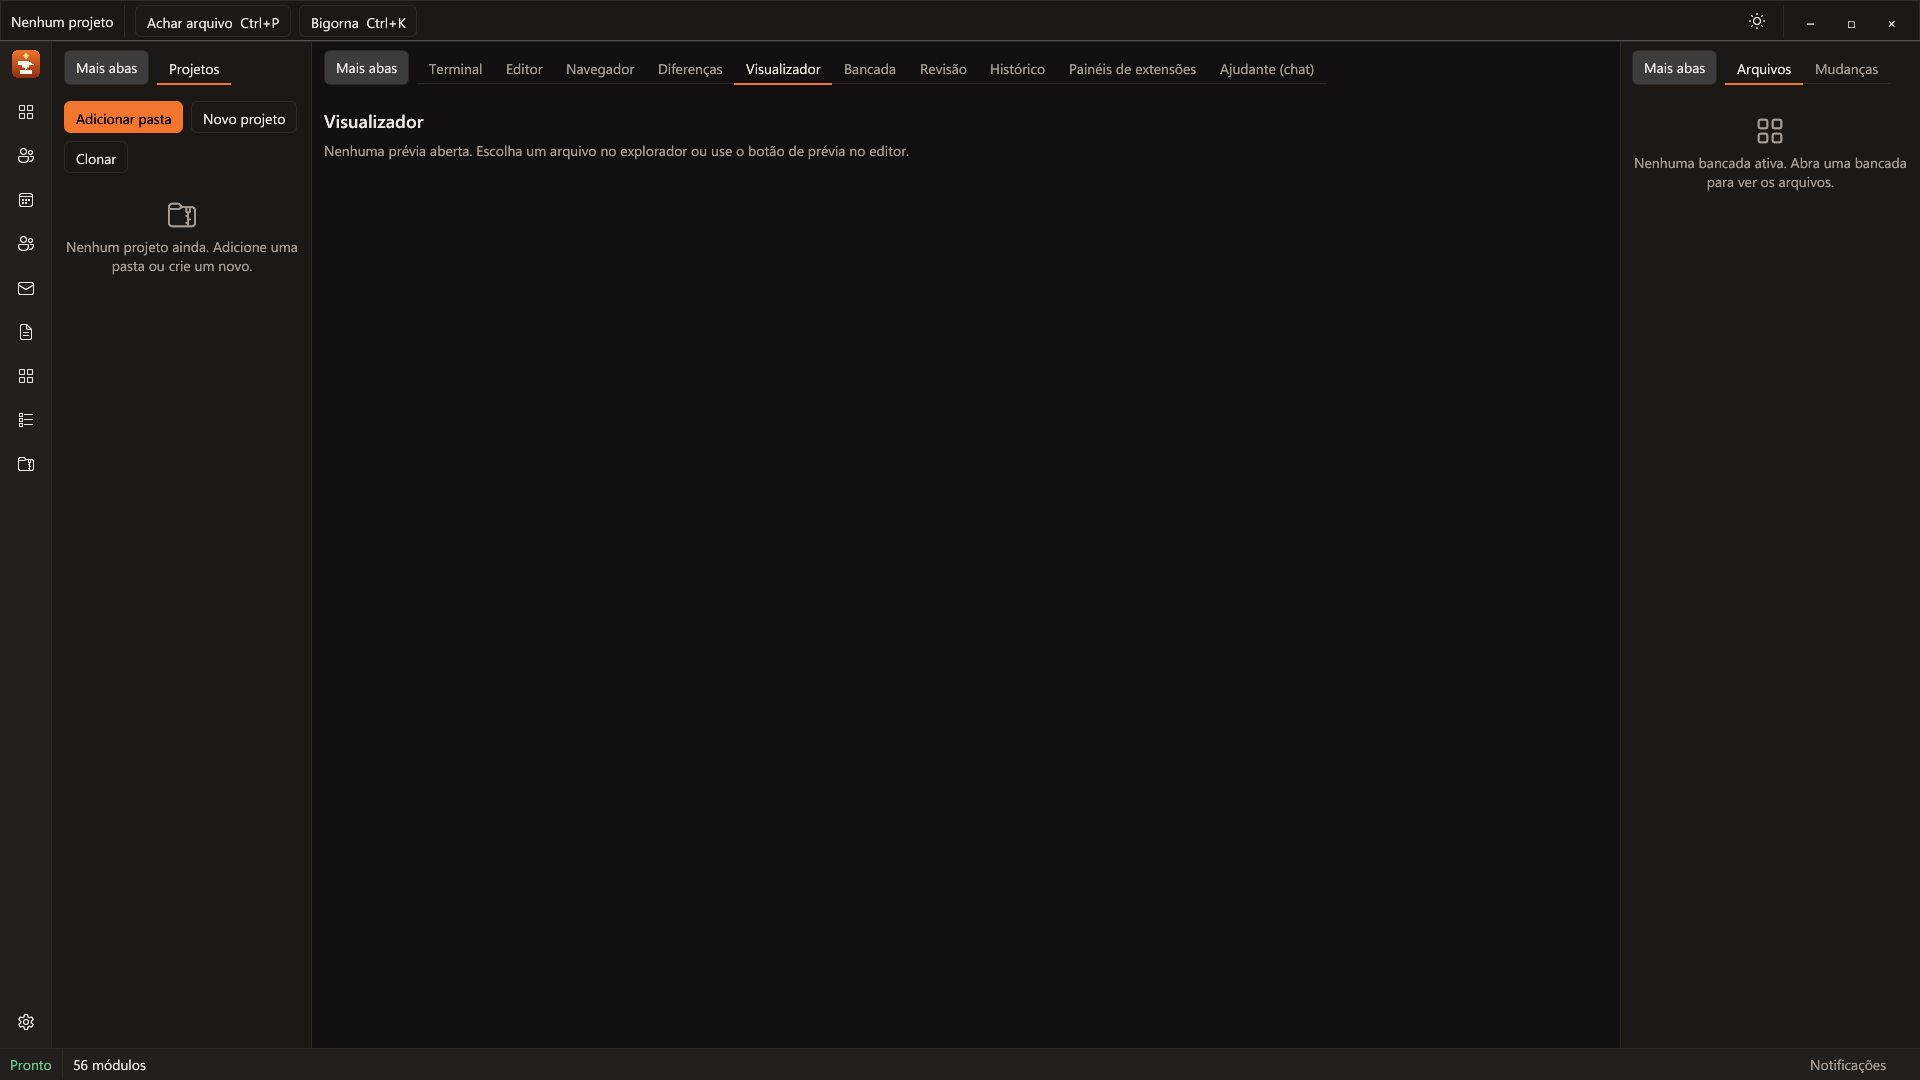 Nenhum projeto
Achar arquivo Ctrl+P
Bigorna Ctrl+K
Mais abas
Projetos
Adicionar pasta
Novo projeto
Clonar
Nenhum projeto ainda. Adicione uma
pasta ou crie um novo.
Mais abas
Terminal
Editor
Navegador
Diferenças
Visualizador
Bancada
Revisão
Histórico
Painéis de extensões
Ajudante (chat)
Visualizador
Nenhuma prévia aberta. Escolha um arquivo no explorador ou use o botão de prévia no editor.
Mais abas
Arquivos
Mudanças
Nenhuma bancada ativa. Abra uma bancada
para ver os arquivos.
Pronto
56 módulos
Notificações